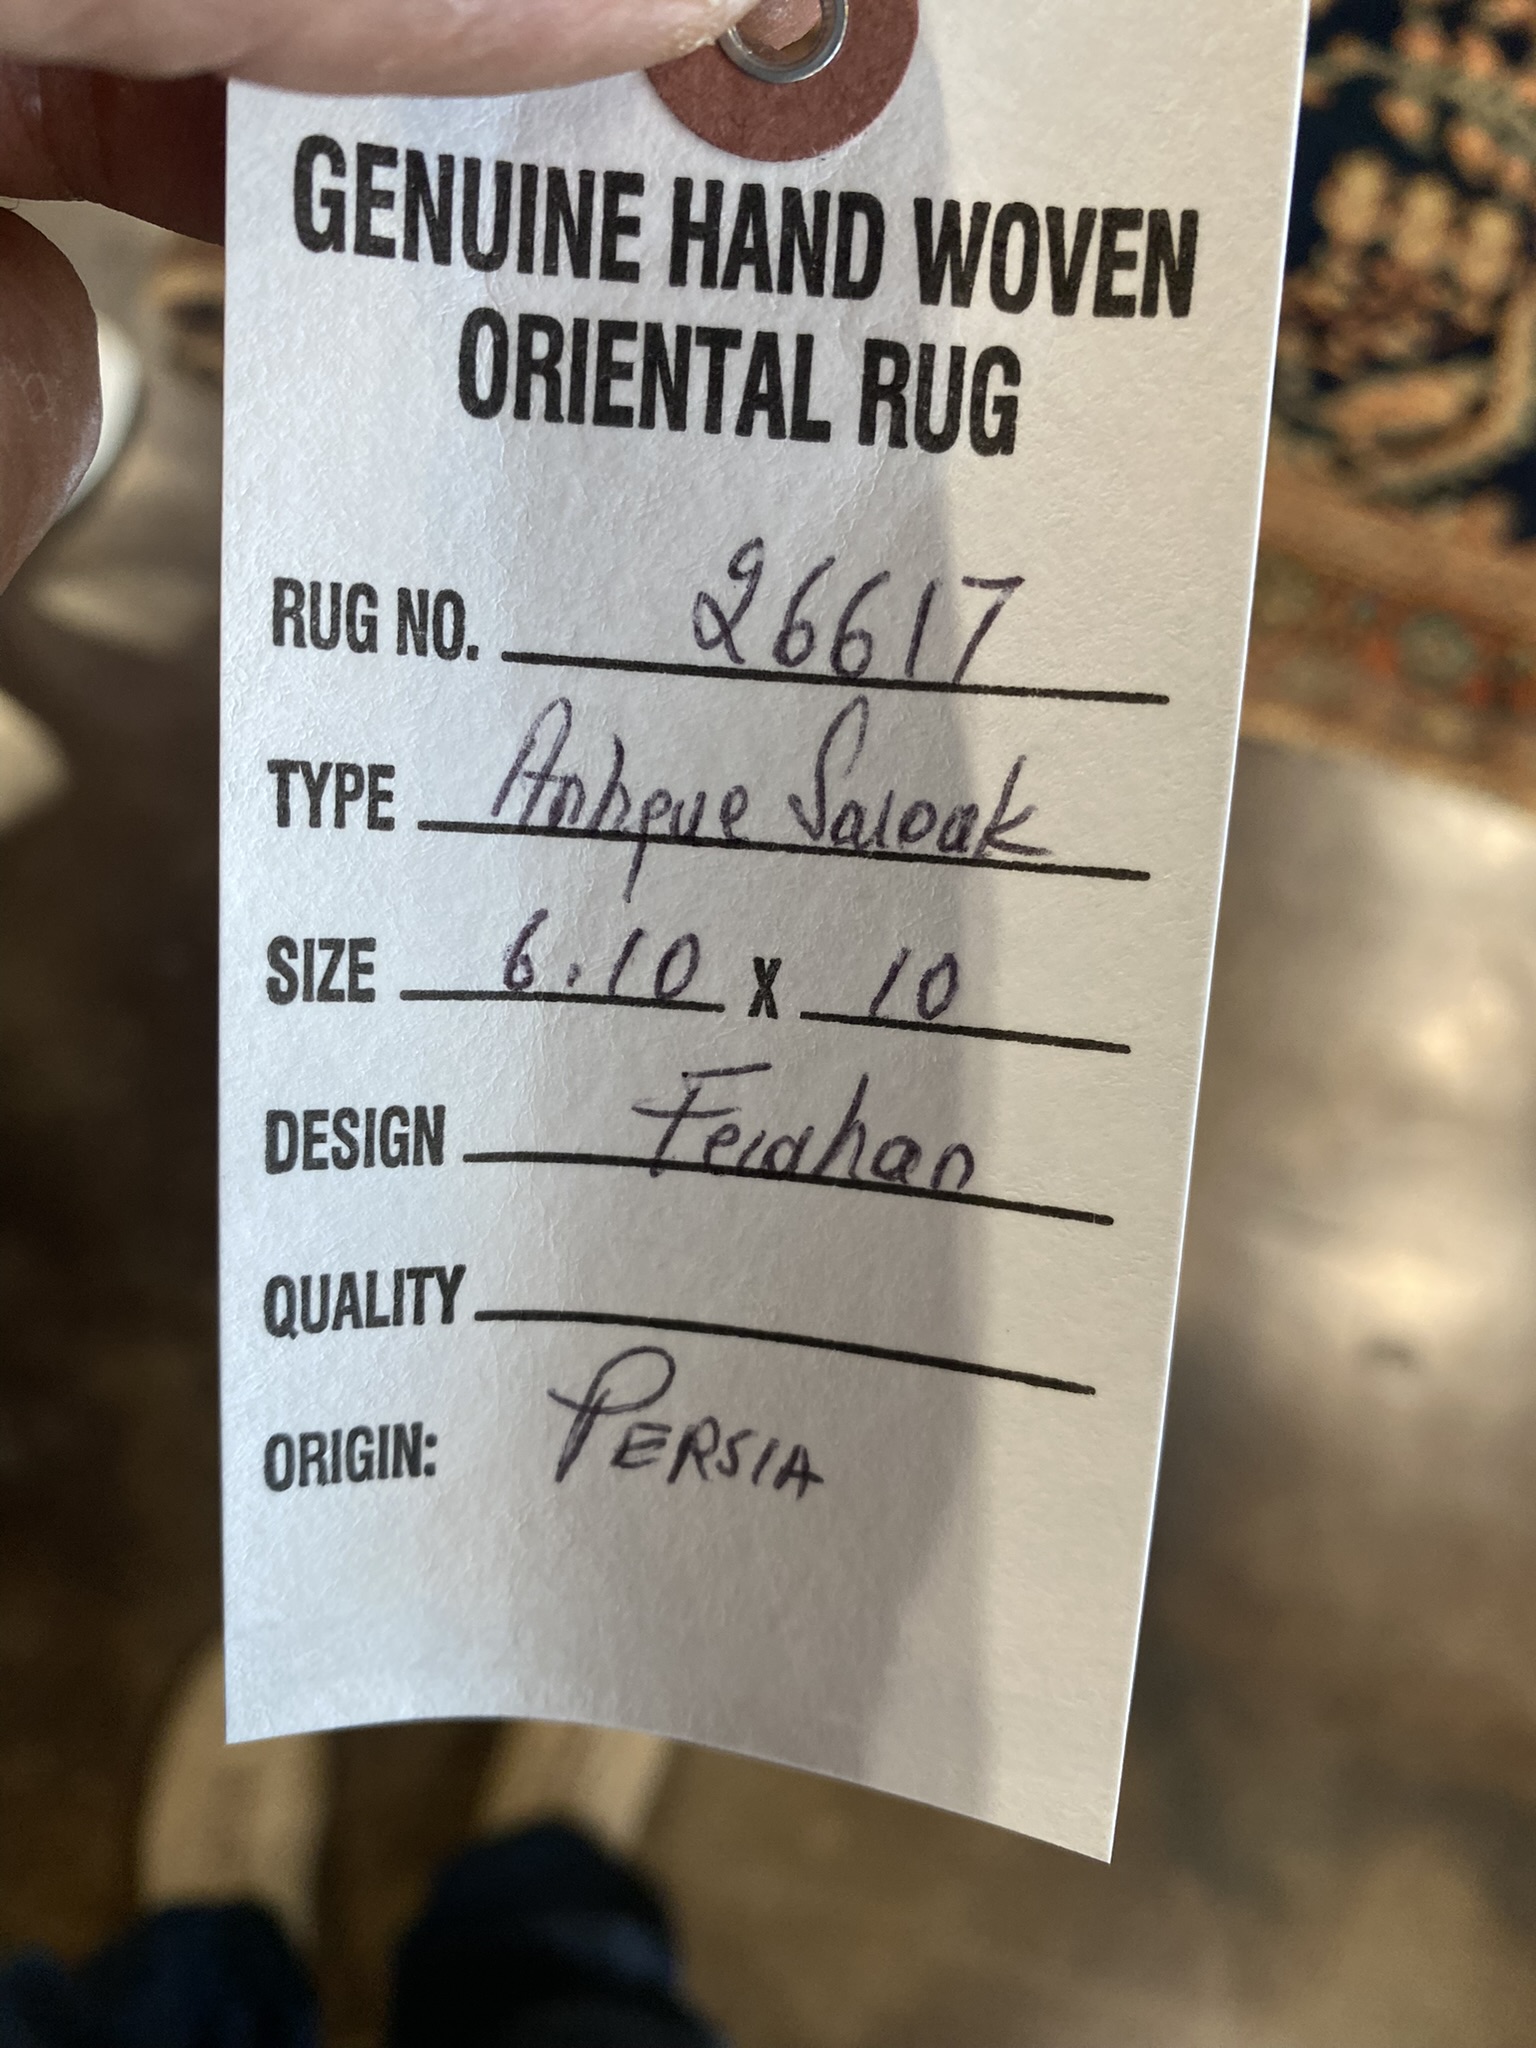 GENUINE HAND WOVEN
ORIENTAL RUG
RUG NO. 26617
TYPE Antique Sarouk
SIZE 6.10 X 10
DESIGN Ferahan
QUALITY
ORIGIN: PERSIA